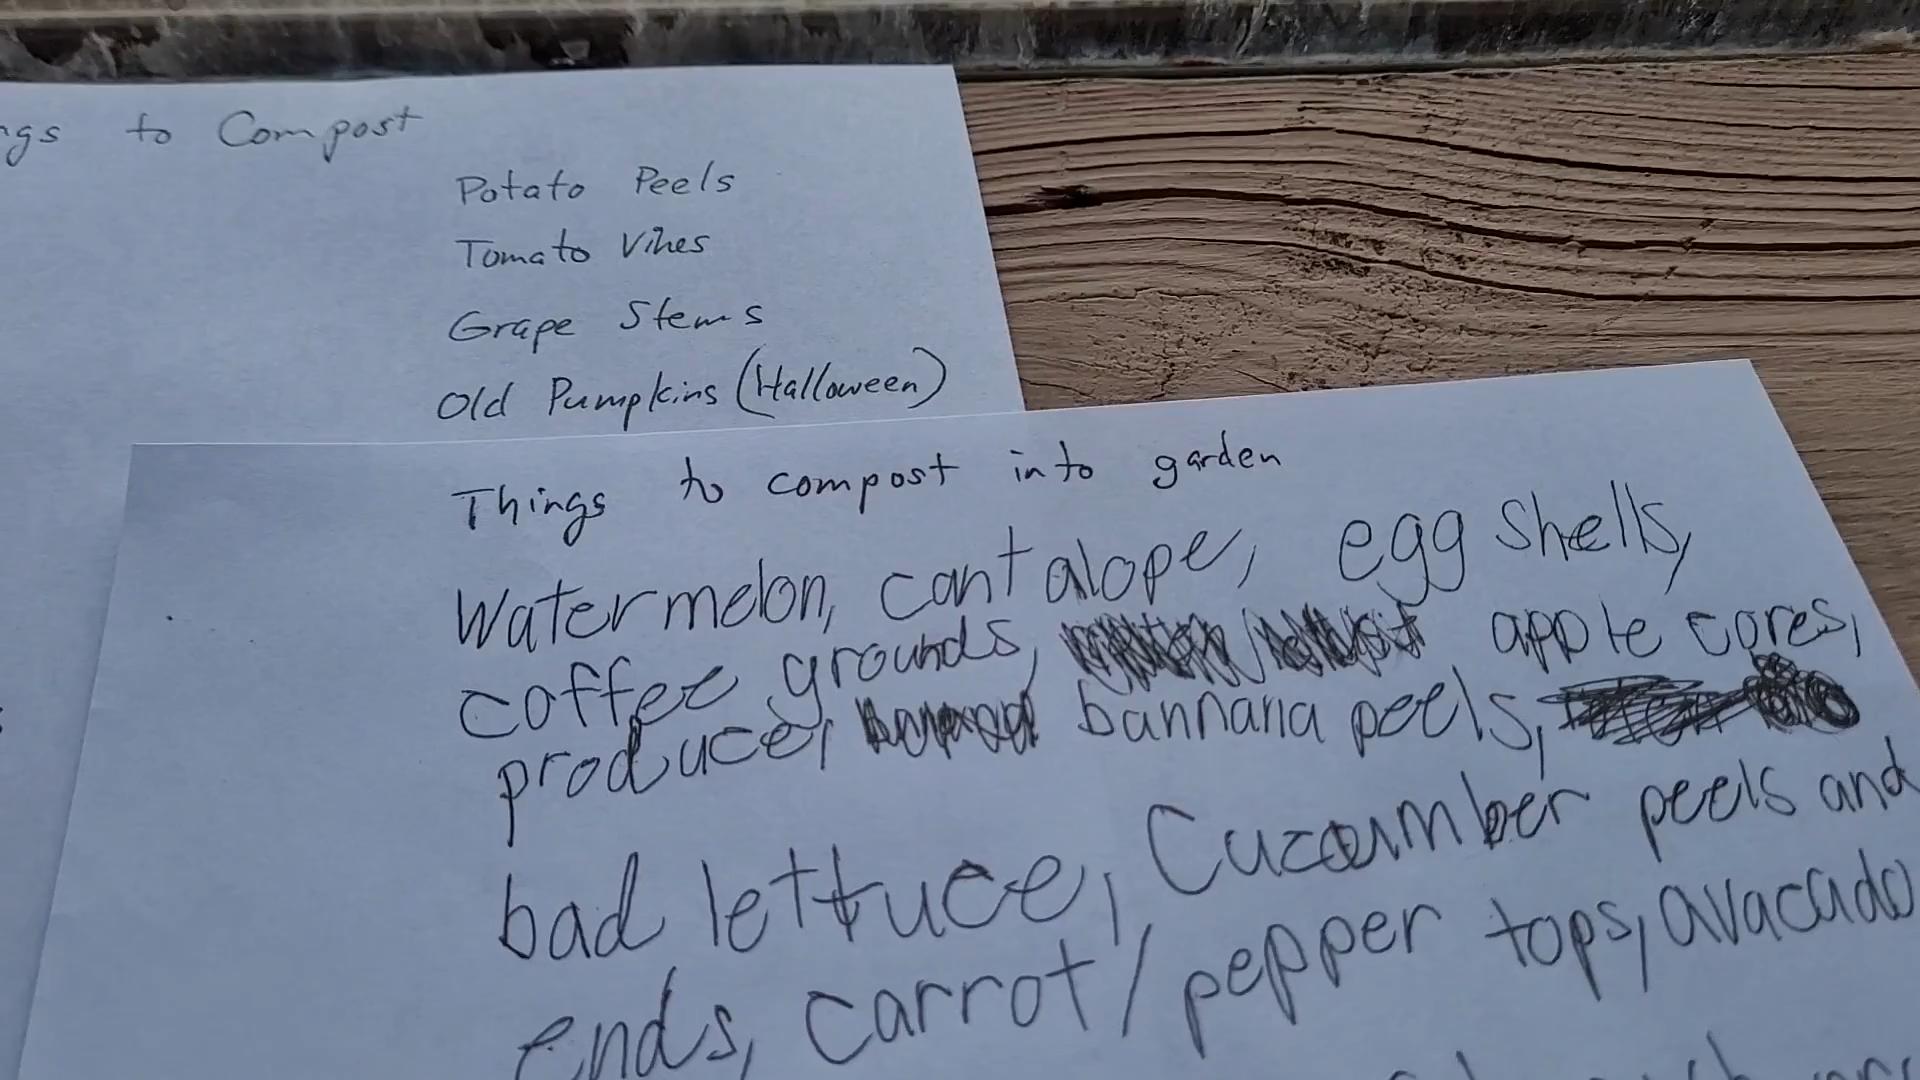 to Compost
Potato Peels
Tomato Vines
Grape Stems
Old Pumpkins (Halloween)
Things to compost into garden
Watermelon, cantalope, egg shells,
coffee grounds, apple cores,
produce, bannana peels,
bad lettuce, Cucumber peels and
ends, carrot/pepper tops, avacado